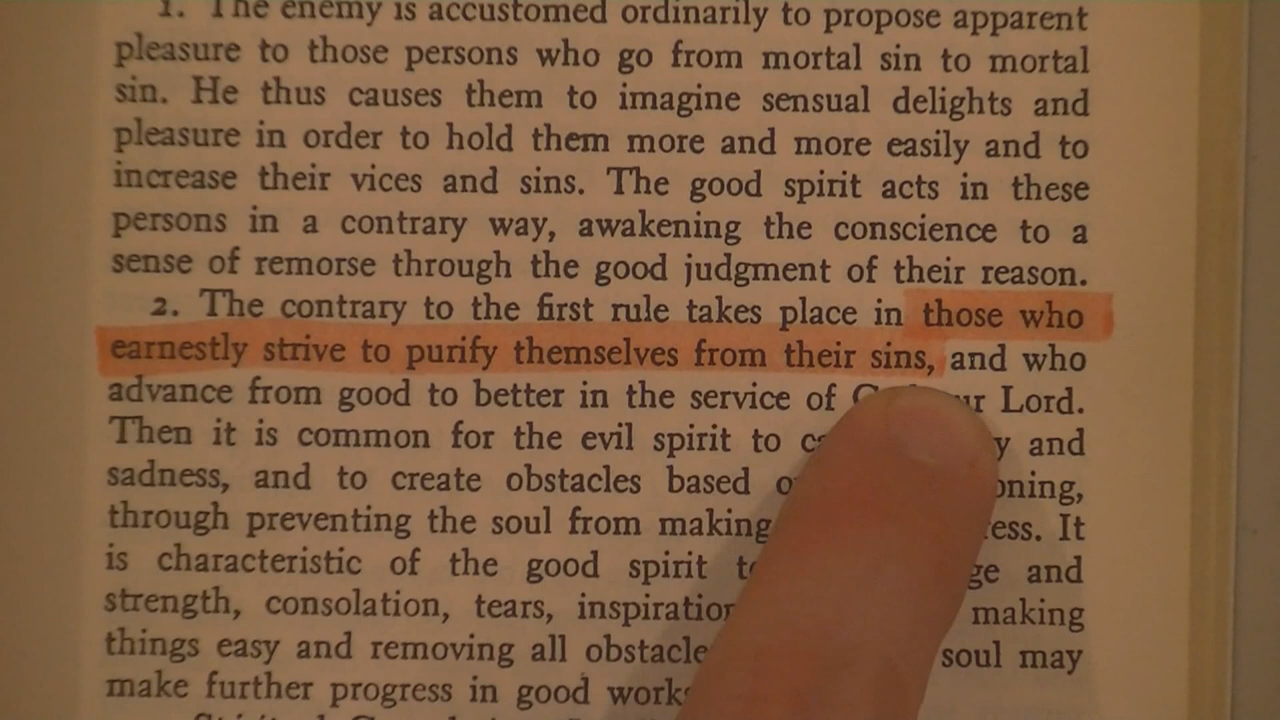 1. The enemy is accustomed ordinarily to propose apparent
pleasure to those persons who go from mortal sin to mortal
sin. He thus causes them to imagine sensual delights and
pleasure in order to hold them more and more easily and to
increase their vices and sins. The good spirit acts in these
persons in a contrary way, awakening the conscience to a
sense of remorse through the good judgment of their reason.
2. The contrary to the first rule takes place in those who
earnestly strive to purify themselves from their sins, and who
advance from good to better in the service of Lord.
Then it is common for the evil spirit to and
sadness, and to create obstacles based
through preventing the soul from making It
is characteristic of the good spirit and
strength, consolation, tears, making
things easy and removing all soul may
make further progress in good